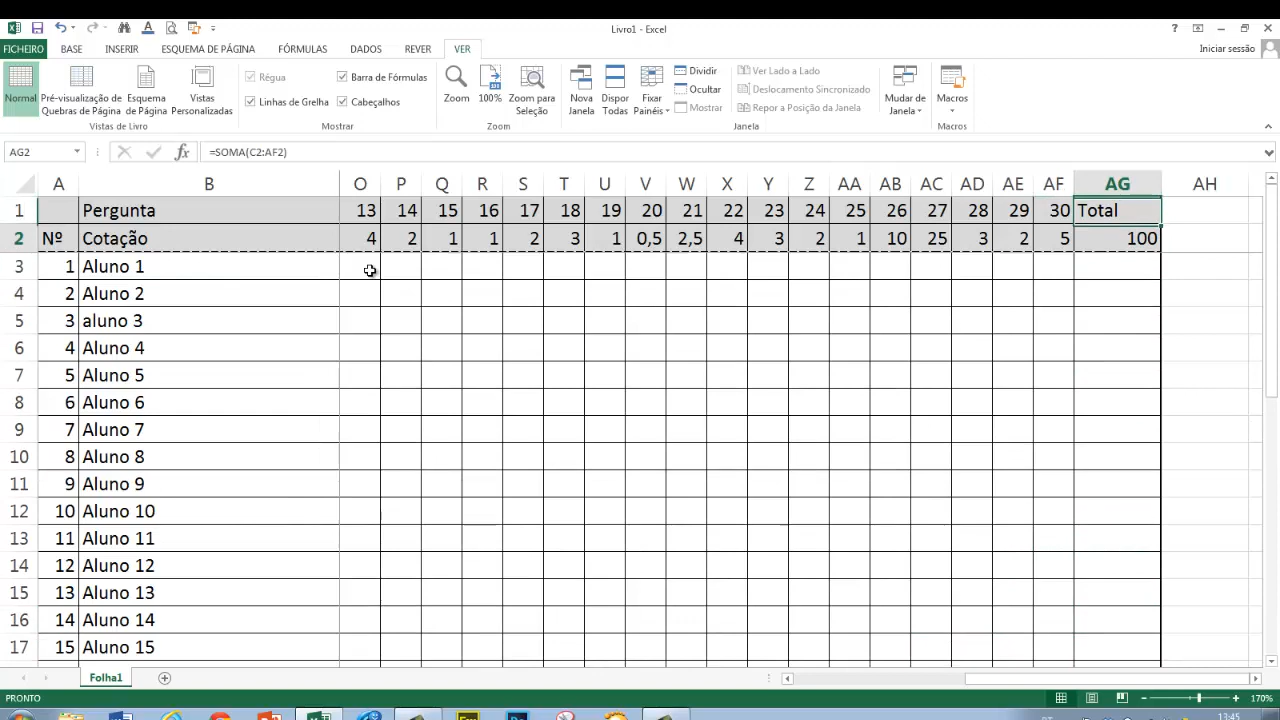 Livro1 - Excel
?
FICHEIRO BASE INSERIR ESQUEMA DE PÁGINA FÓRMULAS DADOS REVER VER Iniciar sessão
Normal Pré-visualização de Quebras de Página Esquema de Página Vistas Personalizadas
Vistas de Livro
Régua Barra de Fórmulas
Linhas de Grelha Cabeçalhos
Mostrar
Zoom 100% Zoom para Seleção
Zoom
Nova Janela Dispor Todas Fixar Painéis
Dividir
Ocultar
Mostrar
Ver Lado a Lado
Deslocamento Sincronizado
Repor a Posição da Janela
Mudar de Janela
Janela
Macros
Macros
AG2 fx =SOMA(C2:AF2)
A B O P Q R S T U V W X Y Z AA AB AC AD AE AF AG AH
1 Pergunta 13 14 15 16 17 18 19 20 21 22 23 24 25 26 27 28 29 30 Total
2 Nº Cotação 4 2 1 1 2 3 1 0,5 2,5 4 3 2 1 10 25 3 2 5 100
3 1 Aluno 1
4 2 Aluno 2
5 3 aluno 3
6 4 Aluno 4
7 5 Aluno 5
8 6 Aluno 6
9 7 Aluno 7
10 8 Aluno 8
11 9 Aluno 9
12 10 Aluno 10
13 11 Aluno 11
14 12 Aluno 12
15 13 Aluno 13
16 14 Aluno 14
17 15 Aluno 15
Folha1
PRONTO 170%
13:45